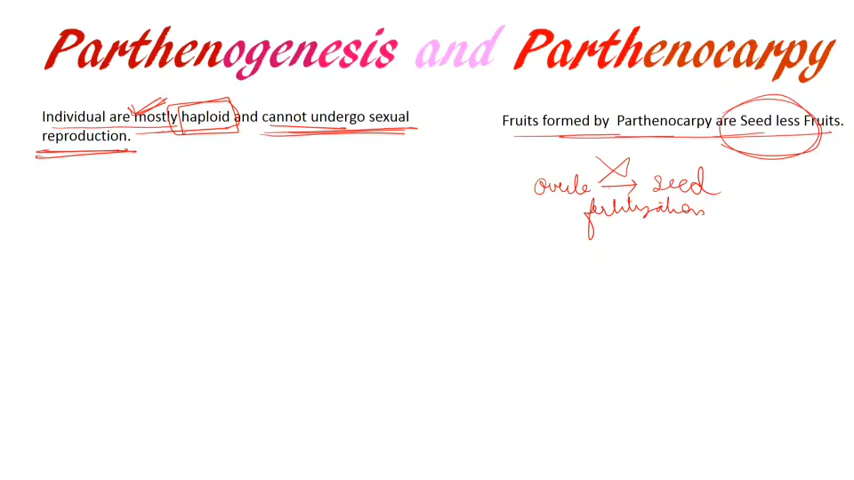 Parthenogenesis and Parthenocarpy
Individual are mostly haploid and cannot undergo sexual
reproduction.
Fruits formed by Parthenocarpy are Seed less Fruits.
ovule → seed
fertilization